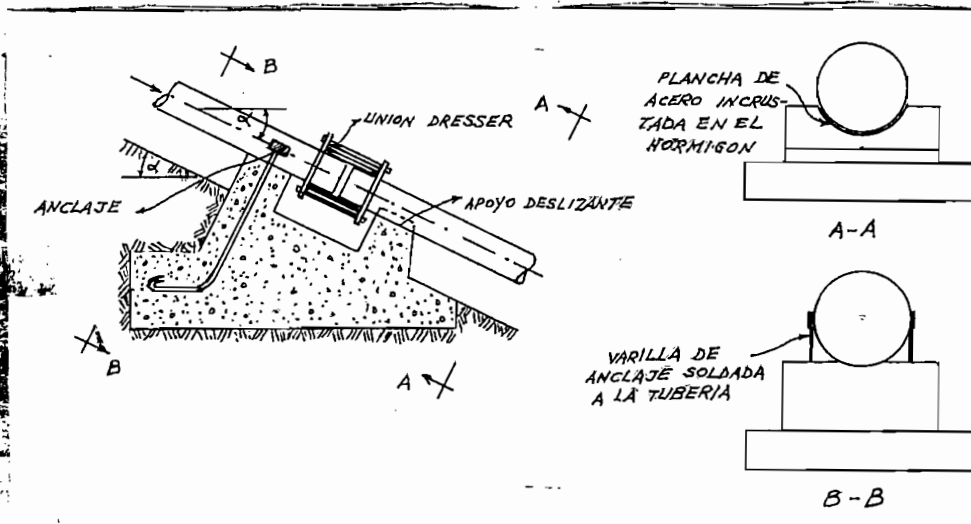 B
A
α
UNION DRESSER
α
ANCLAJE
APOYO DESLIZANTE
B
A
PLANCHA DE
ACERO INCRUS-
TADA EN EL
HORMIGON
A-A
VARILLA DE
ANCLAJE SOLDADA
A LA TUBERIA
B-B